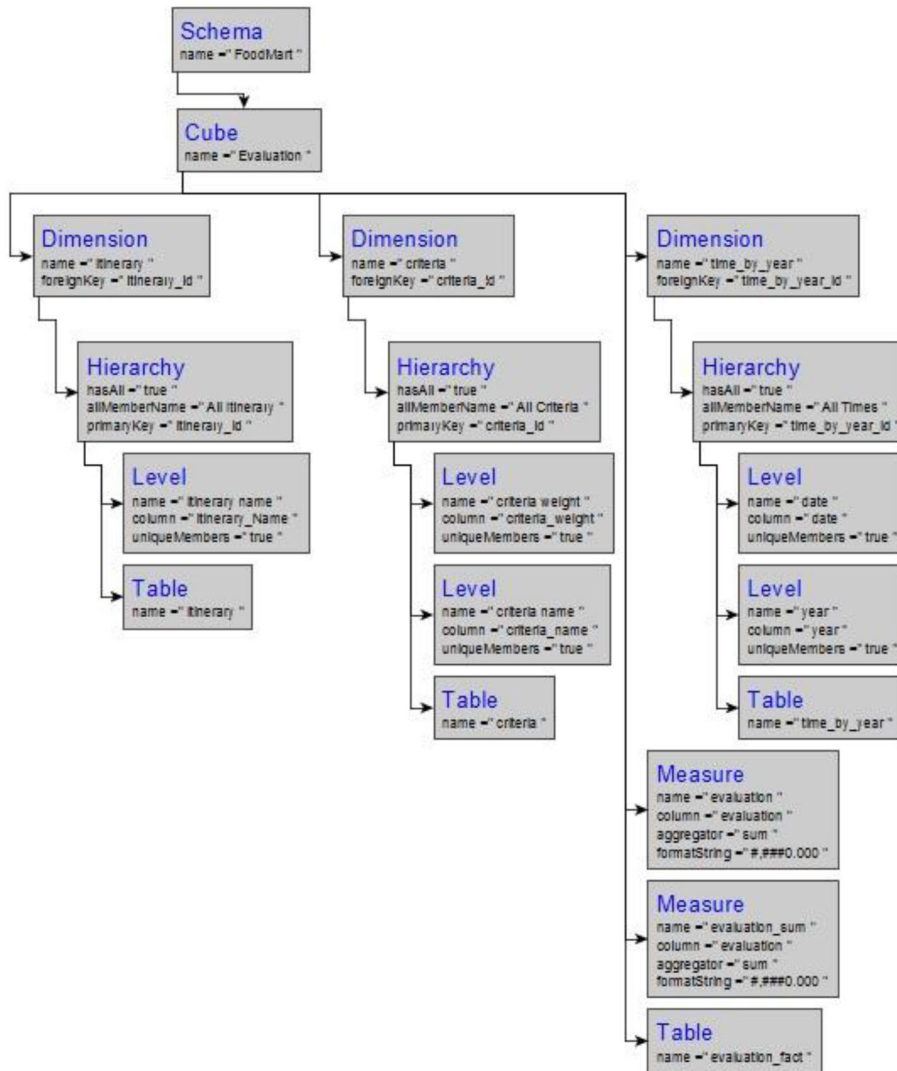 Schema
name =" FoodMart "
Cube
name =" Evaluation "
Dimension
name =" Itinerary "
foreignKey =" Itinerary_id "
Hierarchy
hasAll =" true "
allMemberName =" All Itinerary "
primaryKey =" Itinerary_id "
Level
name =" Itinerary name "
column =" Itinerary_Name "
uniqueMembers =" true "
Table
name =" Itinerary "
Dimension
name =" criteria "
foreignKey =" criteria_id "
Hierarchy
hasAll =" true "
allMemberName =" All Criteria "
primaryKey =" criteria_id "
Level
name =" criteria weight "
column =" criteria_weight "
uniqueMembers =" true "
Level
name =" criteria name "
column =" criteria_name "
uniqueMembers =" true "
Table
name =" criteria "
Dimension
name =" time_by_year "
foreignKey =" time_by_year_id "
Hierarchy
hasAll =" true "
allMemberName =" All Times "
primaryKey =" time_by_year_id "
Level
name =" date "
column =" date "
uniqueMembers =" true "
Level
name =" year "
column =" year "
uniqueMembers =" true "
Table
name =" time_by_year "
Measure
name =" evaluation "
column =" evaluation "
aggregator =" sum "
formatString =" #,###0.000 "
Measure
name =" evaluation_sum "
column =" evaluation "
aggregator =" sum "
formatString =" #,###0.000 "
Table
name =" evaluation_fact "